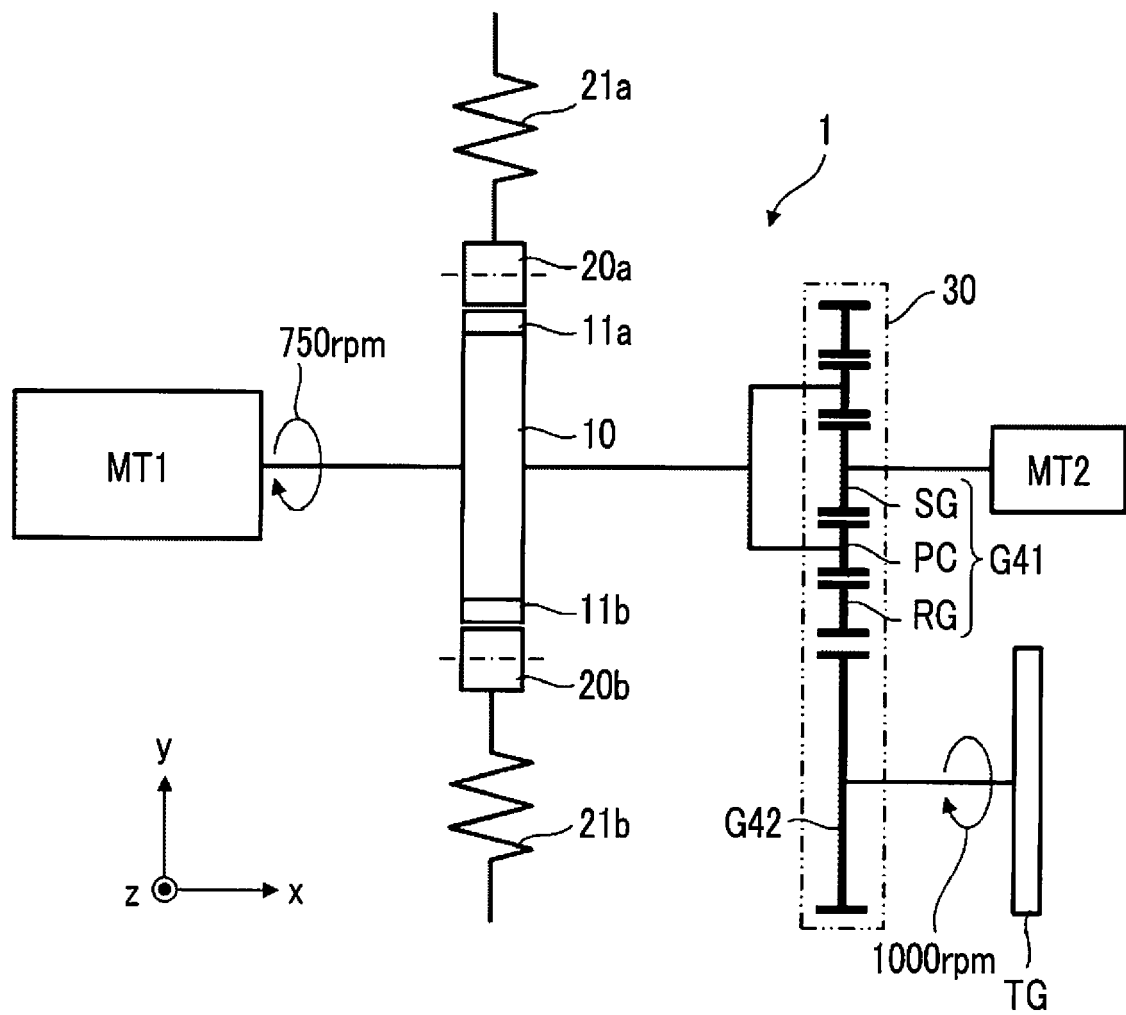 21a
1
20a
30
11a
750rpm
10
MT1
MT2
SG
PC
G41
RG
11b
20b
y
21b
G42
z
x
1000rpm
TG